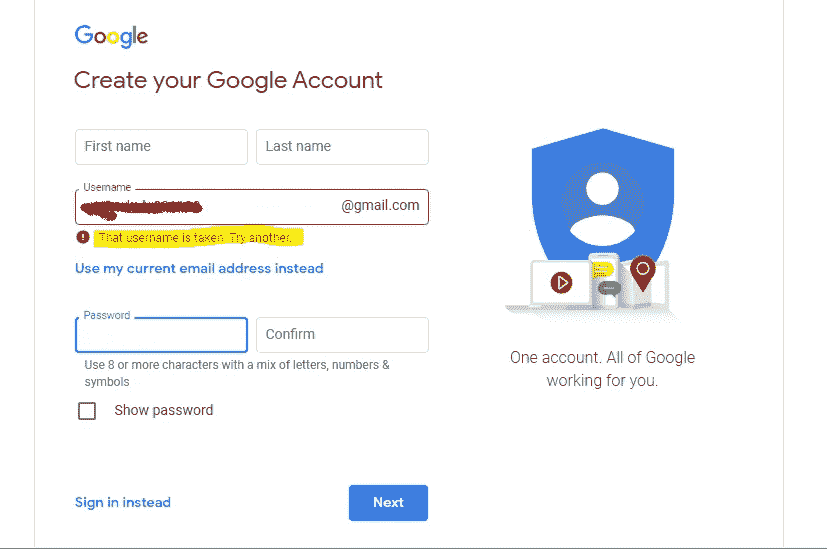 Google
Create your Google Account
First name
Last name
Username
@gmail.com
That username is taken. Try another.
Use my current email address instead
Password
Confirm
Use 8 or more characters with a mix of letters, numbers &
symbols
Show password
One account. All of Google
working for you.
Sign in instead
Next